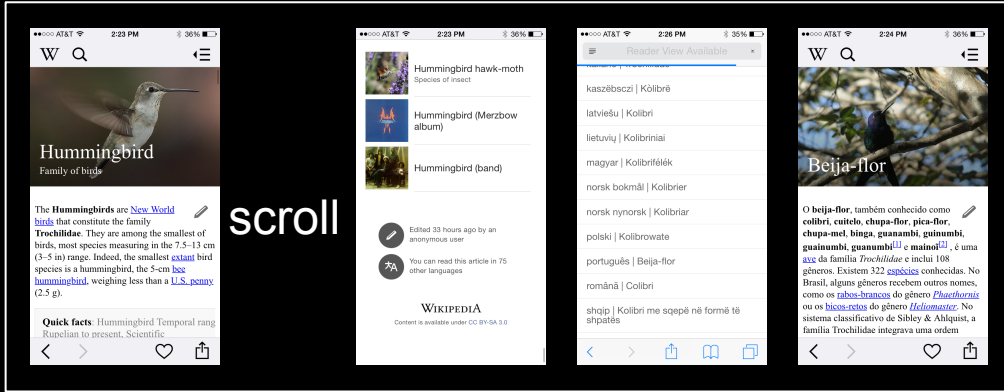 AT&T 2:23 PM 36%
W
Hummingbird
Family of birds
The Hummingbirds are New World
birds that constitute the family
Trochilidae. They are among the smallest of
birds, most species measuring in the 7.5–13 cm
(3–5 in) range. Indeed, the smallest extant bird
species is a hummingbird, the 5-cm bee
hummingbird, weighing less than a U.S. penny
(2.5 g).
Quick facts: Hummingbird Temporal rang
Rupelian to present, Scientific
scroll
AT&T 2:23 PM 36%
Hummingbird hawk-moth
Species of insect
Hummingbird (Merzbow
album)
Hummingbird (band)
Edited 33 hours ago by an
anonymous user
You can read this article in 75
other languages
WIKIPEDIA
Content is available under CC BY-SA 3.0
AT&T 2:26 PM 35%
Reader View Available
italiano | Trochilidae
kaszëbsczi | Kòlibrë
latviešu | Kolibri
lietuvių | Kolibriniai
magyar | Kolibrifélék
norsk bokmål | Kolibrier
norsk nynorsk | Kolibriar
polski | Kolibrowate
português | Beija-flor
română | Colibri
shqip | Kolibri me sqepë në formë të
shpatës
AT&T 2:24 PM 36%
W
Beija-flor
O beija-flor, também conhecido como
colibri, cuitelo, chupa-flor, pica-flor,
chupa-mel, binga, guanambi, guinumbi,
guainumbi, guanumbi[1] e mainoĩ[2] , é uma
ave da família Trochilidae e inclui 108
gêneros. Existem 322 espécies conhecidas. No
Brasil, alguns gêneros recebem outros nomes,
como os rabos-brancos do gênero Phaethornis
ou os bicos-retos do gênero Heliomaster. No
sistema classificativo de Sibley & Ahlquist, a
família Trochilidae integrava uma ordem